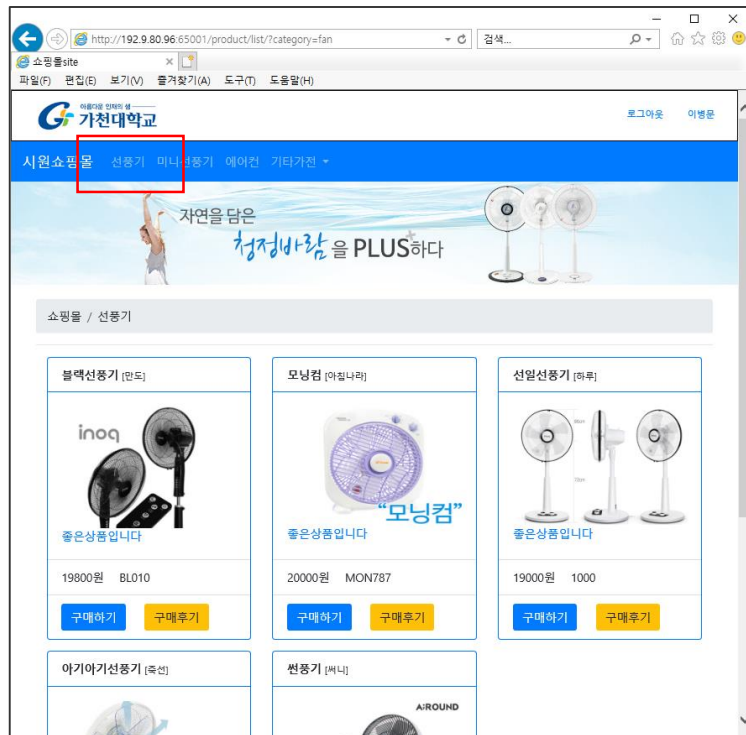 http://192.9.80.96:65001/product/list/?category=fan
검색...
쇼핑몰site
파일(F) 편집(E) 보기(V) 즐겨찾기(A) 도구(T) 도움말(H)
아름다운 인재의 샘
가천대학교
로그아웃 이병문
시원쇼핑몰 선풍기 미니선풍기 에어컨 기타가전
자연을 담은
청정바람을 PLUS+하다
쇼핑몰 / 선풍기
블랙선풍기 [만도]
모닝컴 [아침나라]
선일선풍기 [하루]
inoq
“모닝컴”
좋은상품입니다
좋은상품입니다
좋은상품입니다
19800원 BL010
20000원 MON787
19000원 1000
구매하기 구매후기
구매하기 구매후기
구매하기 구매후기
아기아기선풍기 [죽선]
썬풍기 [써니]
AIROUND